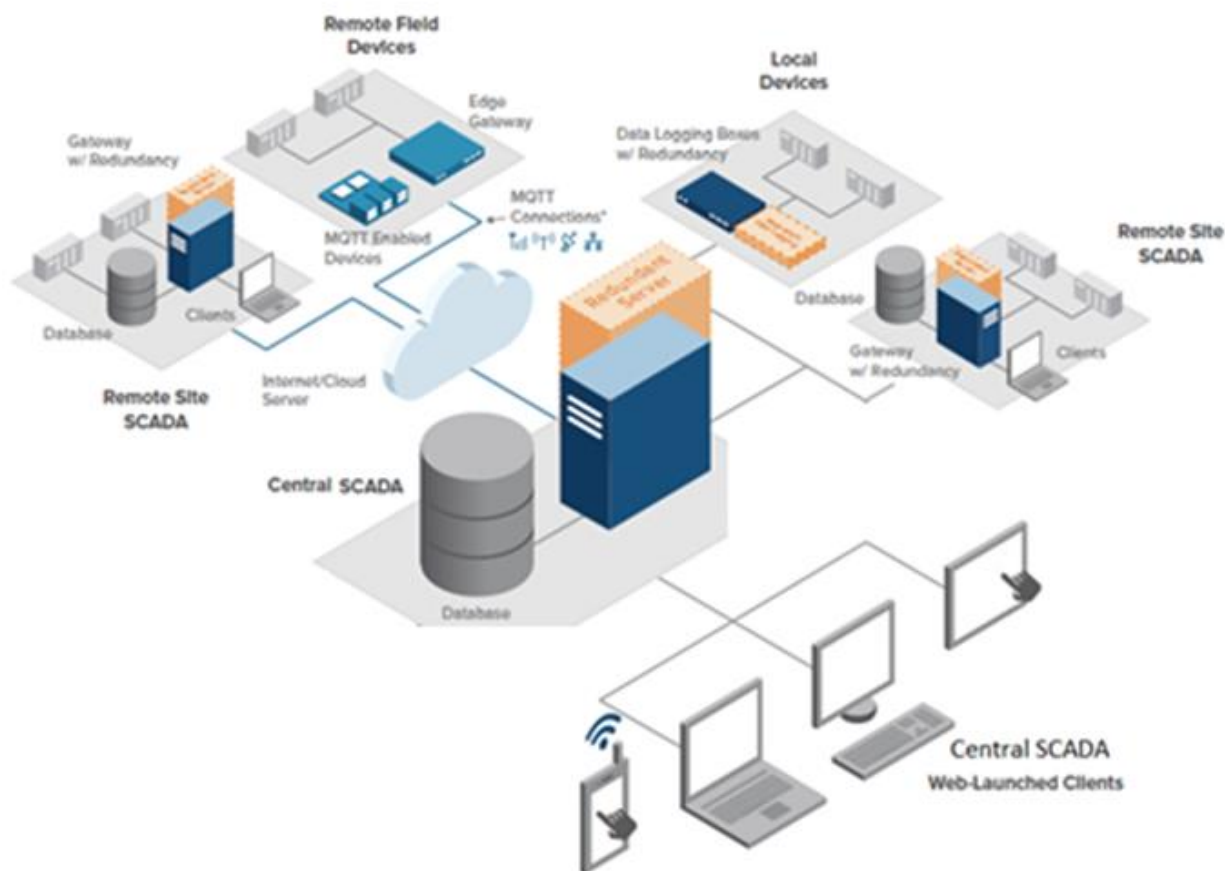 Remote Field
Devices
Local
Devices
Edge
Gateway
Gateway
w/ Redundancy
Data Logging Boxes
w/ Redundancy
MQTT
Connections*
MQTT Enabled
Devices
Remote Site
SCADA
Redundant
Server
Database
Clients
Database
Gateway
w/ Redundancy
Clients
Internet/Cloud
Server
Remote Site
SCADA
Central SCADA
Database
Central SCADA
Web-Launched Clients